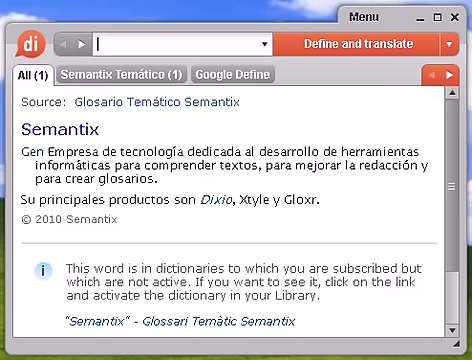 Menu
di
Define and translate
All (1) Semantix Temático (1) Google Define
Source: Glosario Temático Semantix
Semantix
Gen Empresa de tecnología dedicada al desarrollo de herramientas
informáticas para comprender textos, para mejorar la redacción y
para crear glosarios.
Su principales productos son Dixio, Xtyle y Gloxr.
© 2010 Semantix
i
This word is in dictionaries to which you are subscribed but
which are not active. If you want to see it, click on the link
and activate the dictionary in your Library.
"Semantix" - Glossari Temàtic Semantix